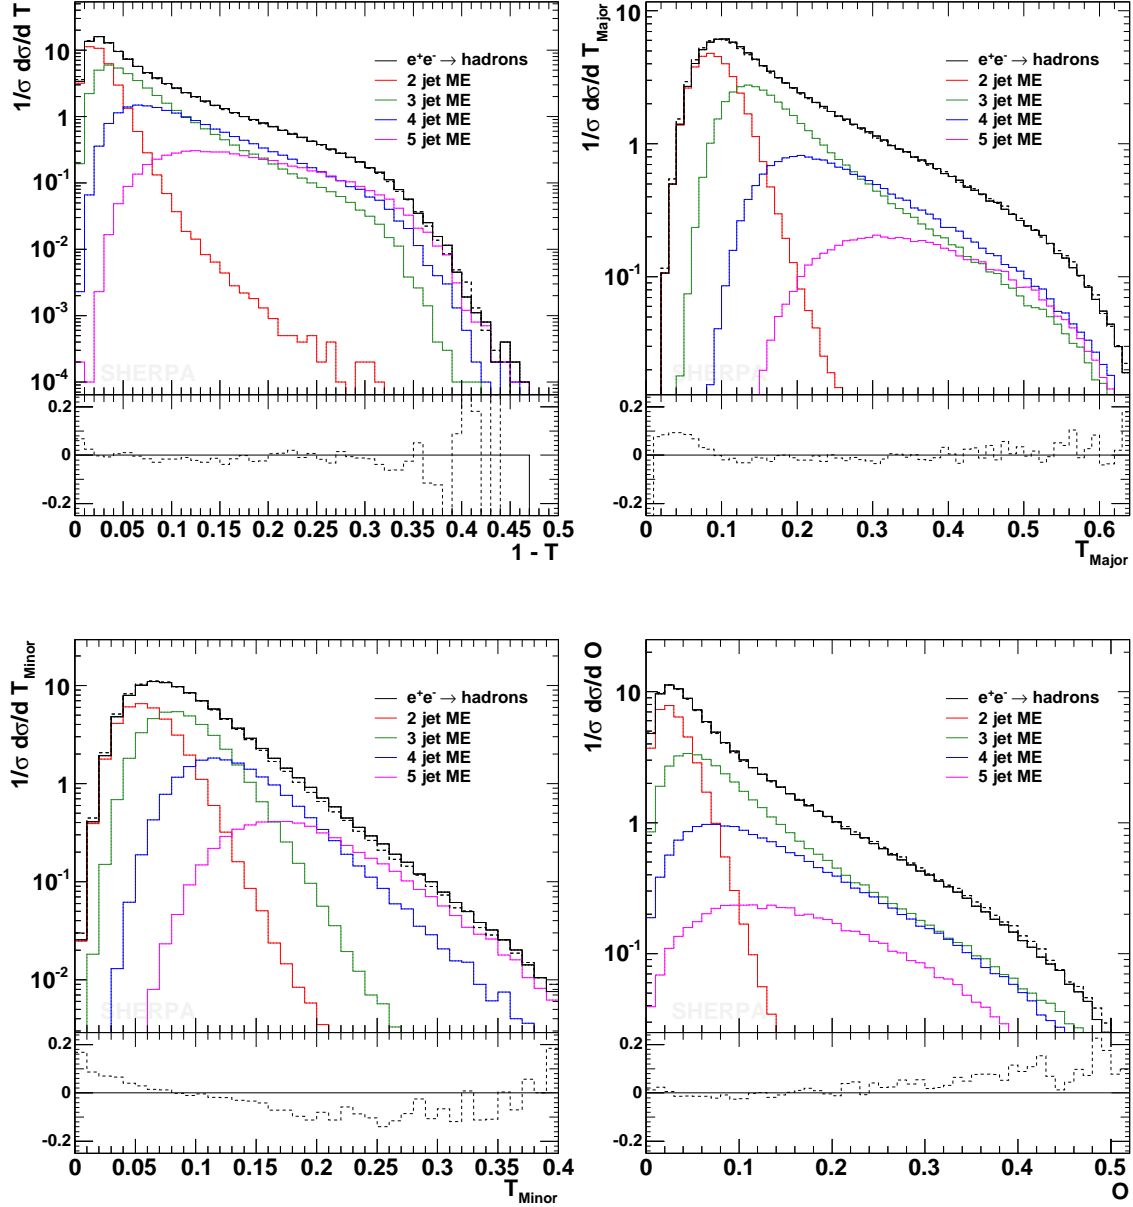 1/σ dσ/d T
10
1
10⁻¹
10⁻²
10⁻³
10⁻⁴
e⁺e⁻ → hadrons
2 jet ME
3 jet ME
4 jet ME
5 jet ME
SHERPA
0.2
0
-0.2
0 0.05 0.1 0.15 0.2 0.25 0.3 0.35 0.4 0.45 0.5
1 - T
1/σ dσ/d T_Major
10
1
10⁻¹
e⁺e⁻ → hadrons
2 jet ME
3 jet ME
4 jet ME
5 jet ME
SHERPA
0.2
0
-0.2
0 0.1 0.2 0.3 0.4 0.5 0.6
T_Major
1/σ dσ/d T_Minor
10
1
10⁻¹
10⁻²
e⁺e⁻ → hadrons
2 jet ME
3 jet ME
4 jet ME
5 jet ME
SHERPA
0.2
0
-0.2
0 0.05 0.1 0.15 0.2 0.25 0.3 0.35 0.4
T_Minor
1/σ dσ/d O
10
1
10⁻¹
e⁺e⁻ → hadrons
2 jet ME
3 jet ME
4 jet ME
5 jet ME
SHERPA
0.2
0
-0.2
0 0.1 0.2 0.3 0.4 0.5
O